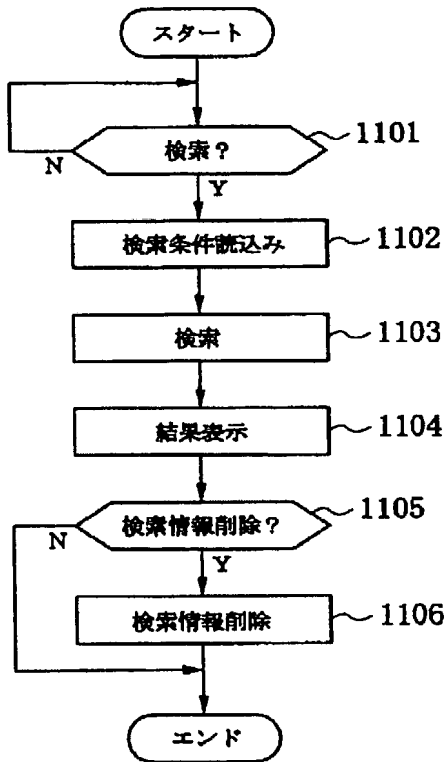 スタート
検索？
1101
N
Y
検索条件読込み
1102
検索
1103
結果表示
1104
検索情報削除？
1105
N
Y
検索情報削除
1106
エンド